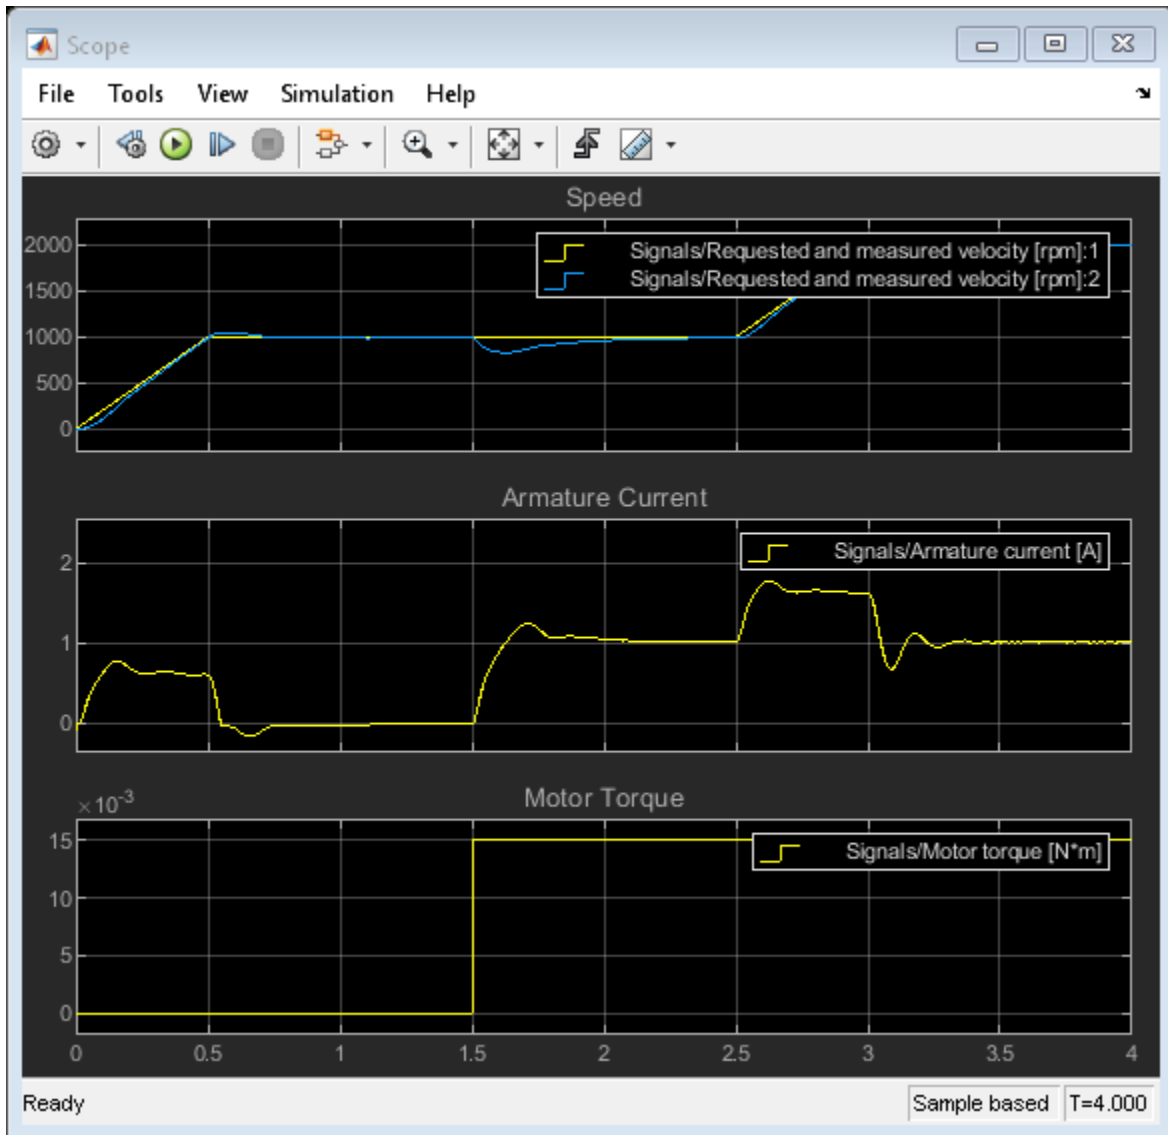 Scope
File Tools View Simulation Help
Speed
2000
1500
1000
500
0
Signals/Requested and measured velocity [rpm]:1
Signals/Requested and measured velocity [rpm]:2
Armature Current
2
1
0
Signals/Armature current [A]
Motor Torque
×10-3
15
10
5
0
Signals/Motor torque [N*m]
0 0.5 1 1.5 2 2.5 3 3.5 4
Ready Sample based T=4.000